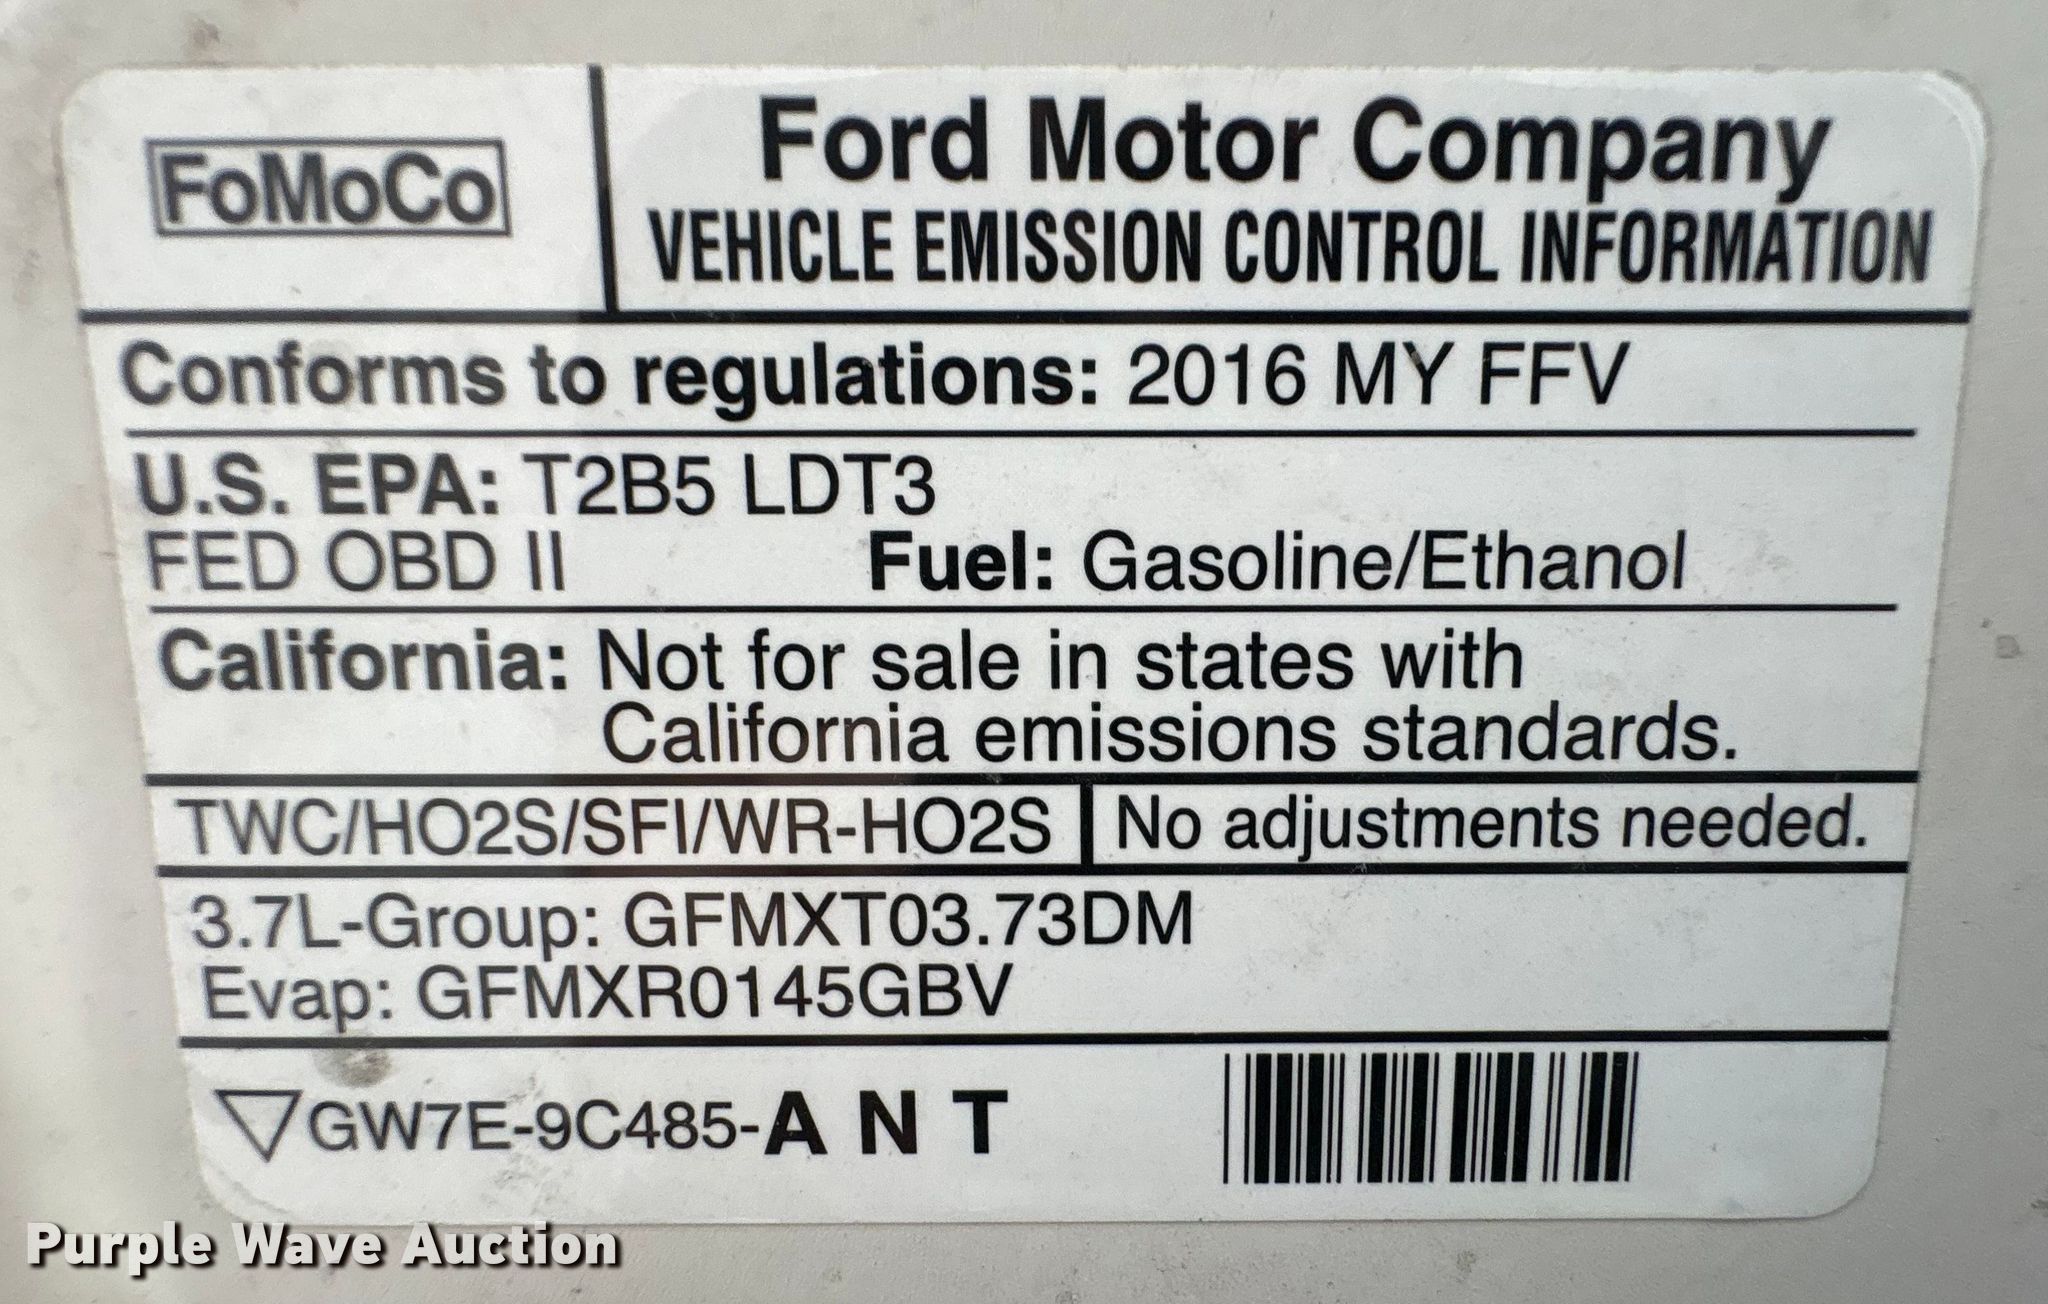 FoMoCo
Ford Motor Company
VEHICLE EMISSION CONTROL INFORMATION
Conforms to regulations: 2016 MY FFV
U.S. EPA: T2B5 LDT3
FED OBD II Fuel: Gasoline/Ethanol
California: Not for sale in states with
California emissions standards.
TWC/HO2S/SFI/WR-HO2S No adjustments needed.
3.7L-Group: GFMXT03.73DM
Evap: GFMXR0145GBV
GW7E-9C485-A N T
Purple Wave Auction